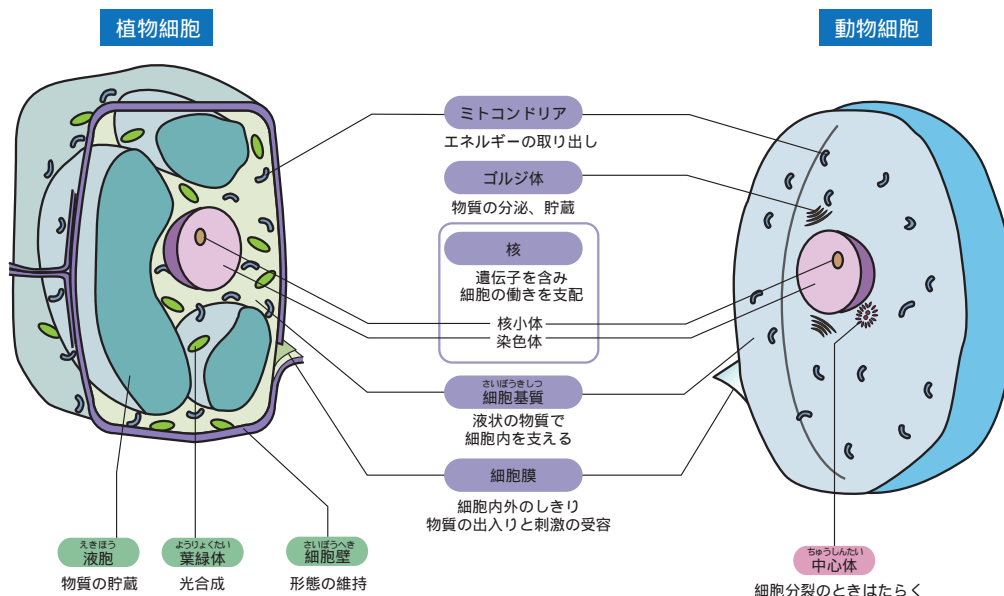 植物細胞
動物細胞
ミトコンドリア
エネルギーの取り出し
ゴルジ体
物質の分泌、貯蔵
核
遺伝子を含み
細胞の働きを支配
核小体
染色体
さいぼうきしつ
細胞基質
液状の物質で
細胞内を支える
細胞膜
細胞内外のしきり
物質の出入りと刺激の受容
えきほう
液胞
物質の貯蔵
ようりょくたい
葉緑体
光合成
さいぼうへき
細胞壁
形態の維持
ちゅうしんたい
中心体
細胞分裂のときはたらく